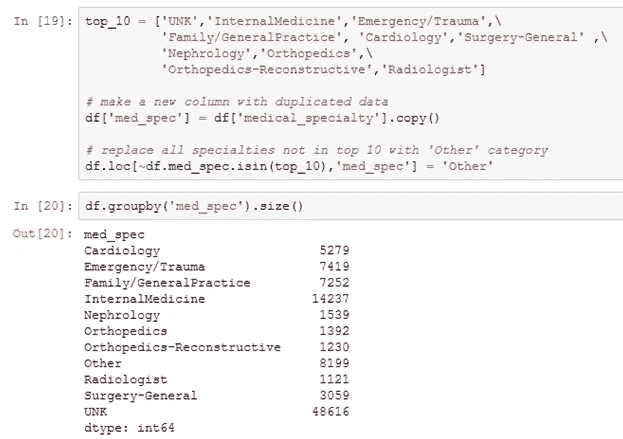 In [19]: top_10 = ['UNK','InternalMedicine','Emergency/Trauma',\
'Family/GeneralPractice', 'Cardiology','Surgery-General' ,\
'Nephrology','Orthopedics',\
'Orthopedics-Reconstructive','Radiologist']
# make a new column with duplicated data
df['med_spec'] = df['medical_specialty'].copy()
# replace all specialties not in top 10 with 'Other' category
df.loc[~df.med_spec.isin(top_10),'med_spec'] = 'Other'
In [20]: df.groupby('med_spec').size()
Out[20]: med_spec
Cardiology 5279
Emergency/Trauma 7419
Family/GeneralPractice 7252
InternalMedicine 14237
Nephrology 1539
Orthopedics 1392
Orthopedics-Reconstructive 1230
Other 8199
Radiologist 1121
Surgery-General 3059
UNK 48616
dtype: int64